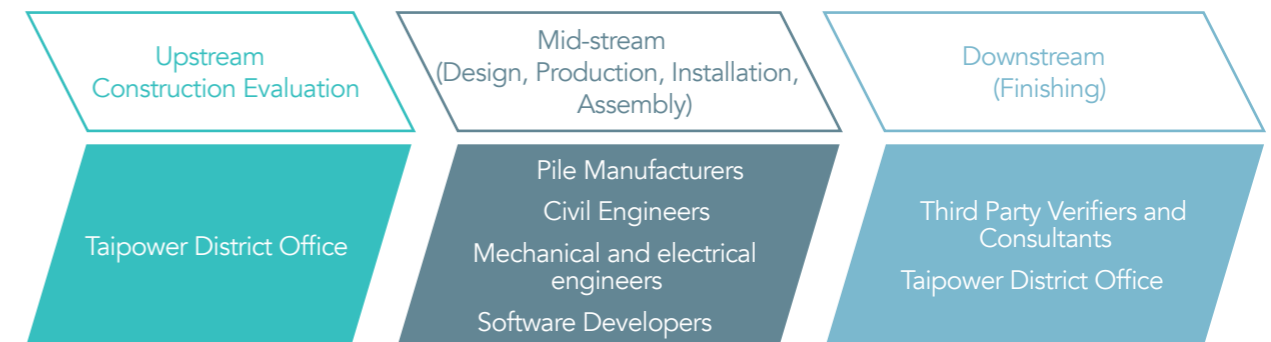 Upstream
Construction Evaluation
Mid-stream
(Design, Production, Installation,
Assembly)
Downstream
(Finishing)
Taipower District Office
Pile Manufacturers
Civil Engineers
Mechanical and electrical
engineers
Software Developers
Third Party Verifiers and
Consultants
Taipower District Office